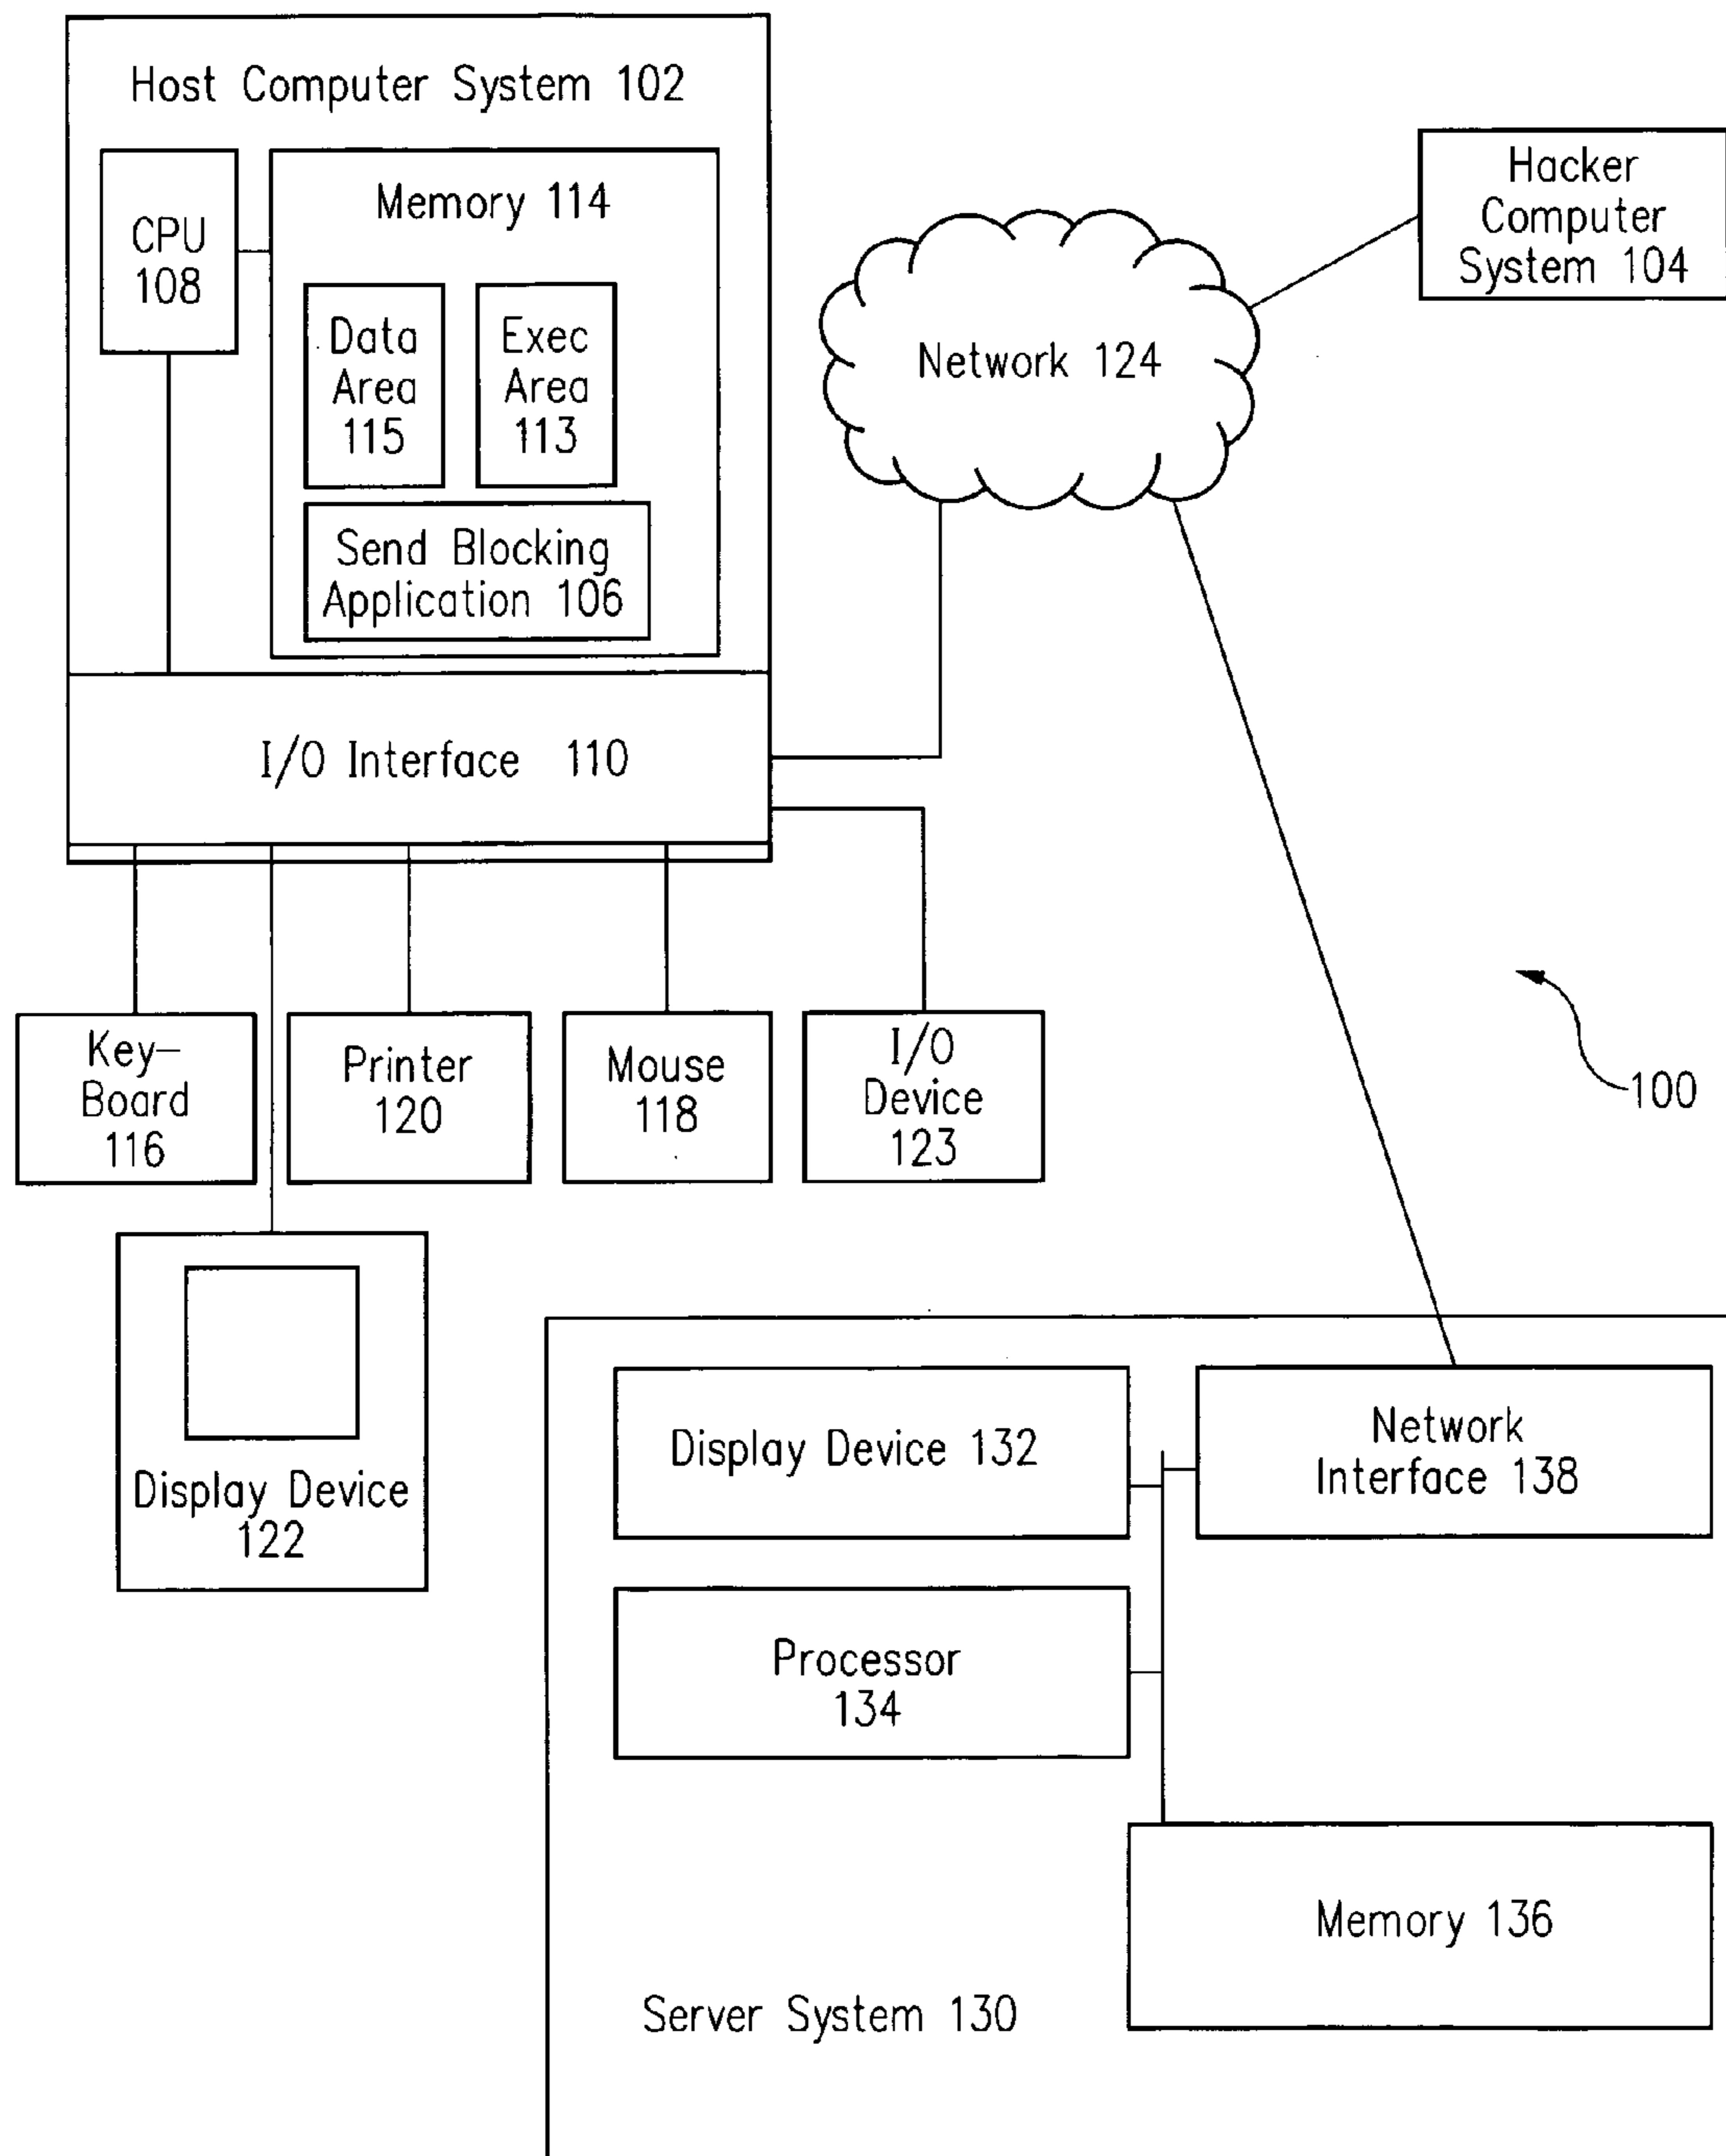 Host Computer System 102
CPU
108
Memory 114
Data
Area
115
Exec
Area
113
Send Blocking
Application 106
I/O Interface 110
Network 124
Hacker
Computer
System 104
Key-
Board
116
Printer
120
Mouse
118
I/O
Device
123
100
Display Device
122
Display Device 132
Network
Interface 138
Processor
134
Memory 136
Server System 130